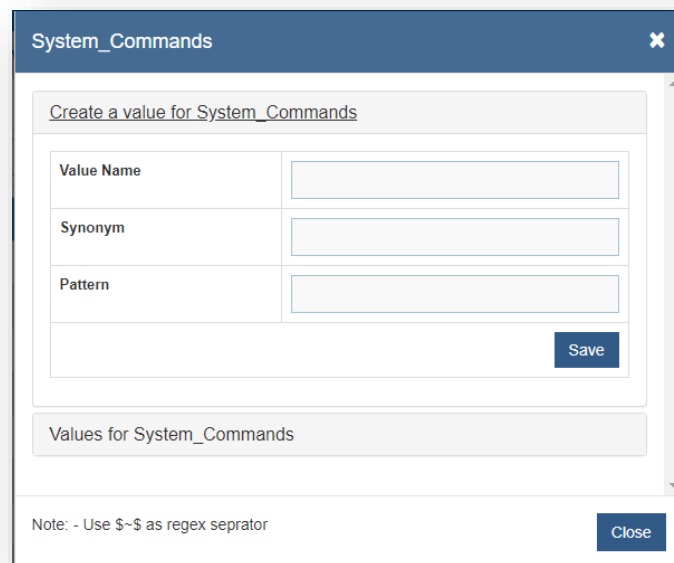 System_Commands
Create a value for System_Commands
Value Name
Synonym
Pattern
Save
Values for System_Commands
Note: - Use $~$ as regex seprator
Close